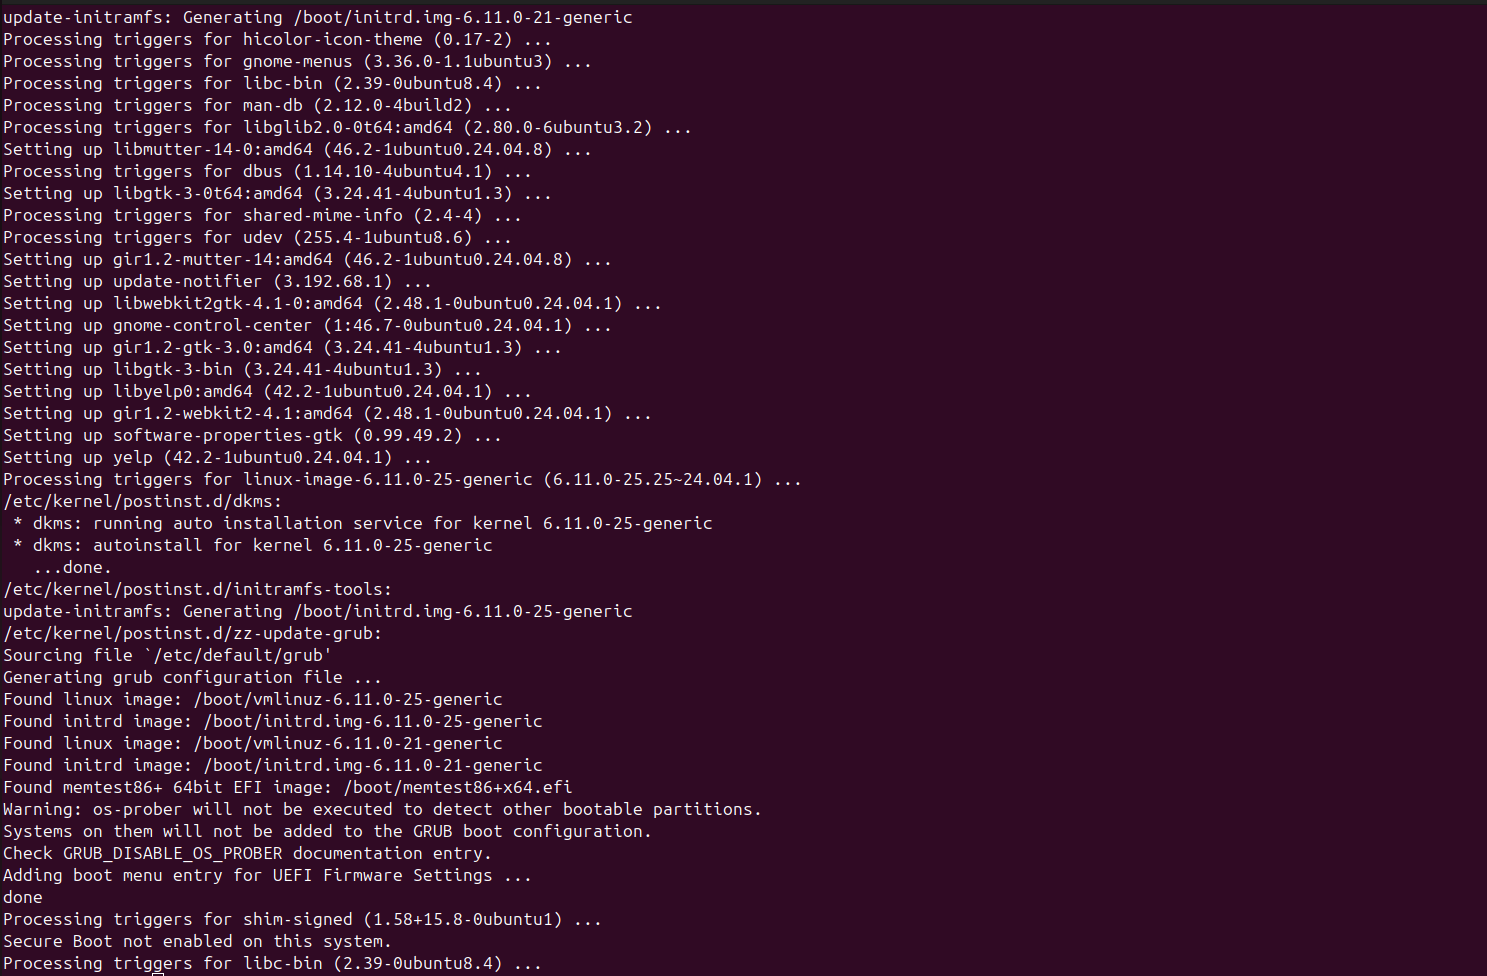 update-initramfs: Generating /boot/initrd.img-6.11.0-21-generic
Processing triggers for hicolor-icon-theme (0.17-2) ...
Processing triggers for gnome-menus (3.36.0-1.1ubuntu3) ...
Processing triggers for libc-bin (2.39-0ubuntu8.4) ...
Processing triggers for man-db (2.12.0-4build2) ...
Processing triggers for libglib2.0-0t64:amd64 (2.80.0-6ubuntu3.2) ...
Setting up libmutter-14-0:amd64 (46.2-1ubuntu0.24.04.8) ...
Processing triggers for dbus (1.14.10-4ubuntu4.1) ...
Setting up libgtk-3-0t64:amd64 (3.24.41-4ubuntu1.3) ...
Processing triggers for shared-mime-info (2.4-4) ...
Processing triggers for udev (255.4-1ubuntu8.6) ...
Setting up gir1.2-mutter-14:amd64 (46.2-1ubuntu0.24.04.8) ...
Setting up update-notifier (3.192.68.1) ...
Setting up libwebkit2gtk-4.1-0:amd64 (2.48.1-0ubuntu0.24.04.1) ...
Setting up gnome-control-center (1:46.7-0ubuntu0.24.04.1) ...
Setting up gir1.2-gtk-3.0:amd64 (3.24.41-4ubuntu1.3) ...
Setting up libgtk-3-bin (3.24.41-4ubuntu1.3) ...
Setting up libyelp0:amd64 (42.2-1ubuntu0.24.04.1) ...
Setting up gir1.2-webkit2-4.1:amd64 (2.48.1-0ubuntu0.24.04.1) ...
Setting up software-properties-gtk (0.99.49.2) ...
Setting up yelp (42.2-1ubuntu0.24.04.1) ...
Processing triggers for linux-image-6.11.0-25-generic (6.11.0-25.25~24.04.1) ...
/etc/kernel/postinst.d/dkms:
 * dkms: running auto installation service for kernel 6.11.0-25-generic
 * dkms: autoinstall for kernel 6.11.0-25-generic
   ...done.
/etc/kernel/postinst.d/initramfs-tools:
update-initramfs: Generating /boot/initrd.img-6.11.0-25-generic
/etc/kernel/postinst.d/zz-update-grub:
Sourcing file `/etc/default/grub'
Generating grub configuration file ...
Found linux image: /boot/vmlinuz-6.11.0-25-generic
Found initrd image: /boot/initrd.img-6.11.0-25-generic
Found linux image: /boot/vmlinuz-6.11.0-21-generic
Found initrd image: /boot/initrd.img-6.11.0-21-generic
Found memtest86+ 64bit EFI image: /boot/memtest86+x64.efi
Warning: os-prober will not be executed to detect other bootable partitions.
Systems on them will not be added to the GRUB boot configuration.
Check GRUB_DISABLE_OS_PROBER documentation entry.
Adding boot menu entry for UEFI Firmware Settings ...
done
Processing triggers for shim-signed (1.58+15.8-0ubuntu1) ...
Secure Boot not enabled on this system.
Processing triggers for libc-bin (2.39-0ubuntu8.4) ...